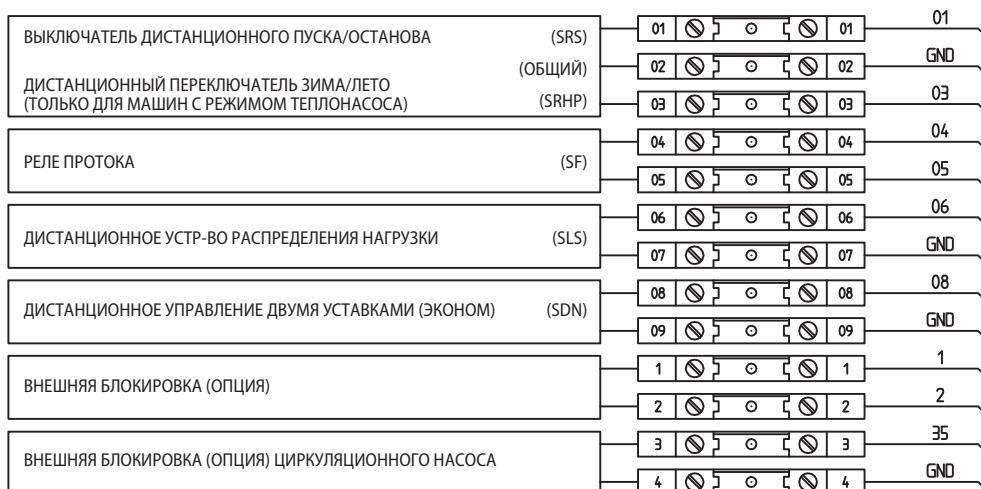 01
ВЫКЛЮЧАТЕЛЬ ДИСТАНЦИОННОГО ПУСКА/ОСТАНОВА (SRS) 01 01
GND
(ОБЩИЙ) 02 02
ДИСТАНЦИОННЫЙ ПЕРЕКЛЮЧАТЕЛЬ ЗИМА/ЛЕТО
03
(ТОЛЬКО ДЛЯ МАШИН С РЕЖИМОМ ТЕПЛОНАСОСА) (SRHP) 03 03
04
04 04
РЕЛЕ ПРОТОКА (SF)
05
05 05
06
06 06
ДИСТАНЦИОННОЕ УСТР-ВО РАСПРЕДЕЛЕНИЯ НАГРУЗКИ (SLS)
GND
07 07
08
08 08
ДИСТАНЦИОННОЕ УПРАВЛЕНИЕ ДВУМЯ УСТАВКАМИ (ЭКОНОМ) (SDN)
GND
09 09
1
1 1
ВНЕШНЯЯ БЛОКИРОВКА (ОПЦИЯ)
2
2 2
35
3 3
ВНЕШНЯЯ БЛОКИРОВКА (ОПЦИЯ) ЦИРКУЛЯЦИОННОГО НАСОСА
GND
4 4